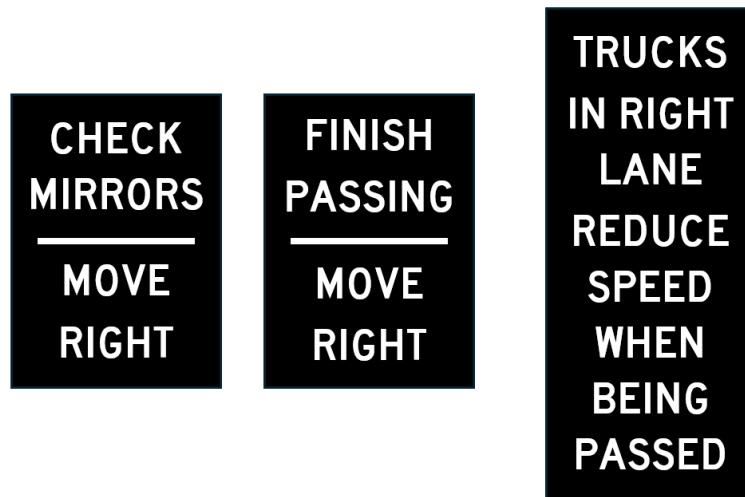 CHECK
MIRRORS
MOVE
RIGHT
FINISH
PASSING
MOVE
RIGHT
TRUCKS
IN RIGHT
LANE
REDUCE
SPEED
WHEN
BEING
PASSED